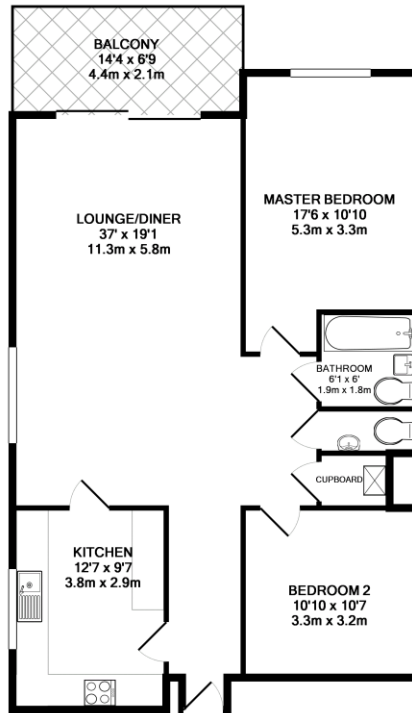 BALCONY
14'4 x 6'9
4.4m x 2.1m
MASTER BEDROOM
17'6 x 10'10
5.3m x 3.3m
LOUNGE/DINER
37' x 19'1
11.3m x 5.8m
BATHROOM
6'1 x 6'
1.9m x 1.8m
CUPBOARD
KITCHEN
12'7 x 9'7
3.8m x 2.9m
BEDROOM 2
10'10 x 10'7
3.3m x 3.2m